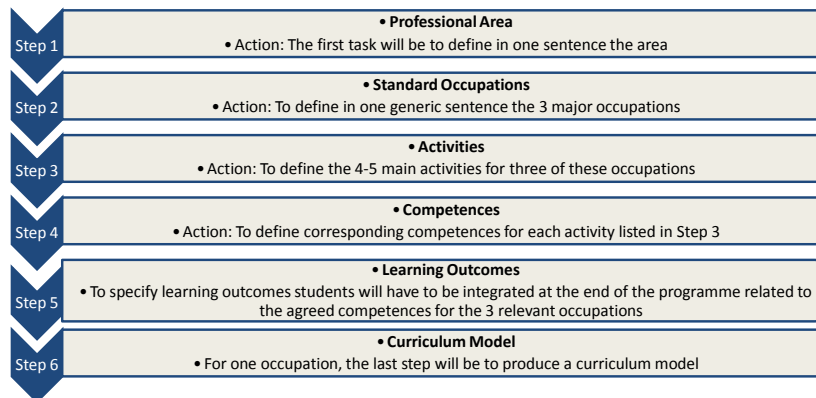 Step 1
• Professional Area
• Action: The first task will be to define in one sentence the area
Step 2
• Standard Occupations
• Action: To define in one generic sentence the 3 major occupations
Step 3
• Activities
• Action: To define the 4-5 main activities for three of these occupations
Step 4
• Competences
• Action: To define corresponding competences for each activity listed in Step 3
Step 5
• Learning Outcomes
• To specify learning outcomes students will have to be integrated at the end of the programme related to
the agreed competences for the 3 relevant occupations
Step 6
• Curriculum Model
• For one occupation, the last step will be to produce a curriculum model